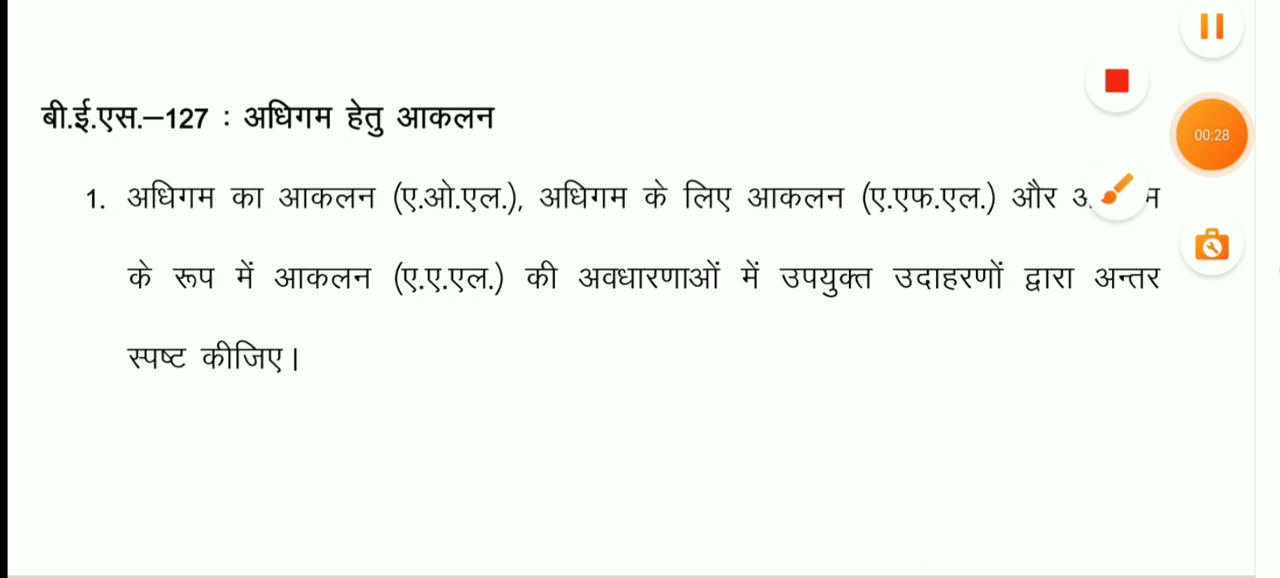 बी.ई.एस.–127 : अधिगम हेतु आकलन
1. अधिगम का आकलन (ए.ओ.एल.), अधिगम के लिए आकलन (ए.एफ.एल.) और
के रूप में आकलन (ए.ए.एल.) की अवधारणाओं में उपयुक्त उदाहरणों द्वारा अन्तर
स्पष्ट कीजिए।
00:28